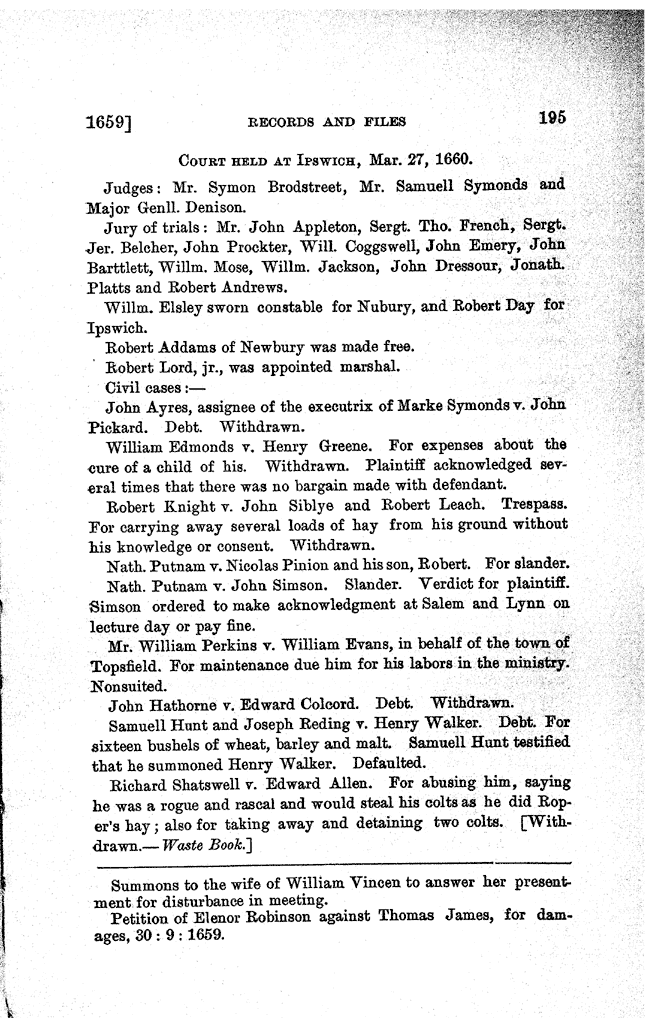 1659] RECORDS AND FILES 195
COURT HELD AT IPSWICH, Mar. 27, 1660.
Judges: Mr. Symon Brodstreet, Mr. Samuell Symonds and
Major Genll. Denison.
Jury of trials: Mr. John Appleton, Sergt. Tho. French, Sergt.
Jer. Belcher, John Prockter, Will. Coggswell, John Emery, John
Barttlett, Willm. Mose, Willm. Jackson, John Dressour, Jonath.
Platts and Robert Andrews.
Willm. Elsley sworn constable for Nubury, and Robert Day for
Ipswich.
Robert Addams of Newbury was made free.
Robert Lord, jr., was appointed marshal.
Civil cases:—
John Ayres, assignee of the executrix of Marke Symonds v. John
Pickard. Debt. Withdrawn.
William Edmonds v. Henry Greene. For expenses about the
cure of a child of his. Withdrawn. Plaintiff acknowledged sev-
eral times that there was no bargain made with defendant.
Robert Knight v. John Siblye and Robert Leach. Trespass.
For carrying away several loads of hay from his ground without
his knowledge or consent. Withdrawn.
Nath. Putnam v. Nicolas Pinion and his son, Robert. For slander.
Nath. Putnam v. John Simson. Slander. Verdict for plaintiff.
Simson ordered to make acknowledgment at Salem and Lynn on
lecture day or pay fine.
Mr. William Perkins v. William Evans, in behalf of the town of
Topsfield. For maintenance due him for his labors in the ministry.
Nonsuited.
John Hathorne v. Edward Colcord. Debt. Withdrawn.
Samuell Hunt and Joseph Reding v. Henry Walker. Debt. For
sixteen bushels of wheat, barley and malt. Samuell Hunt testified
that he summoned Henry Walker. Defaulted.
Richard Shatswell v. Edward Allen. For abusing him, saying
he was a rogue and rascal and would steal his colts as he did Rop-
er's hay; also for taking away and detaining two colts. [With-
drawn.—Waste Book.]
Summons to the wife of William Vincen to answer her present-
ment for disturbance in meeting.
Petition of Elenor Robinson against Thomas James, for dam-
ages, 30 : 9 : 1659.